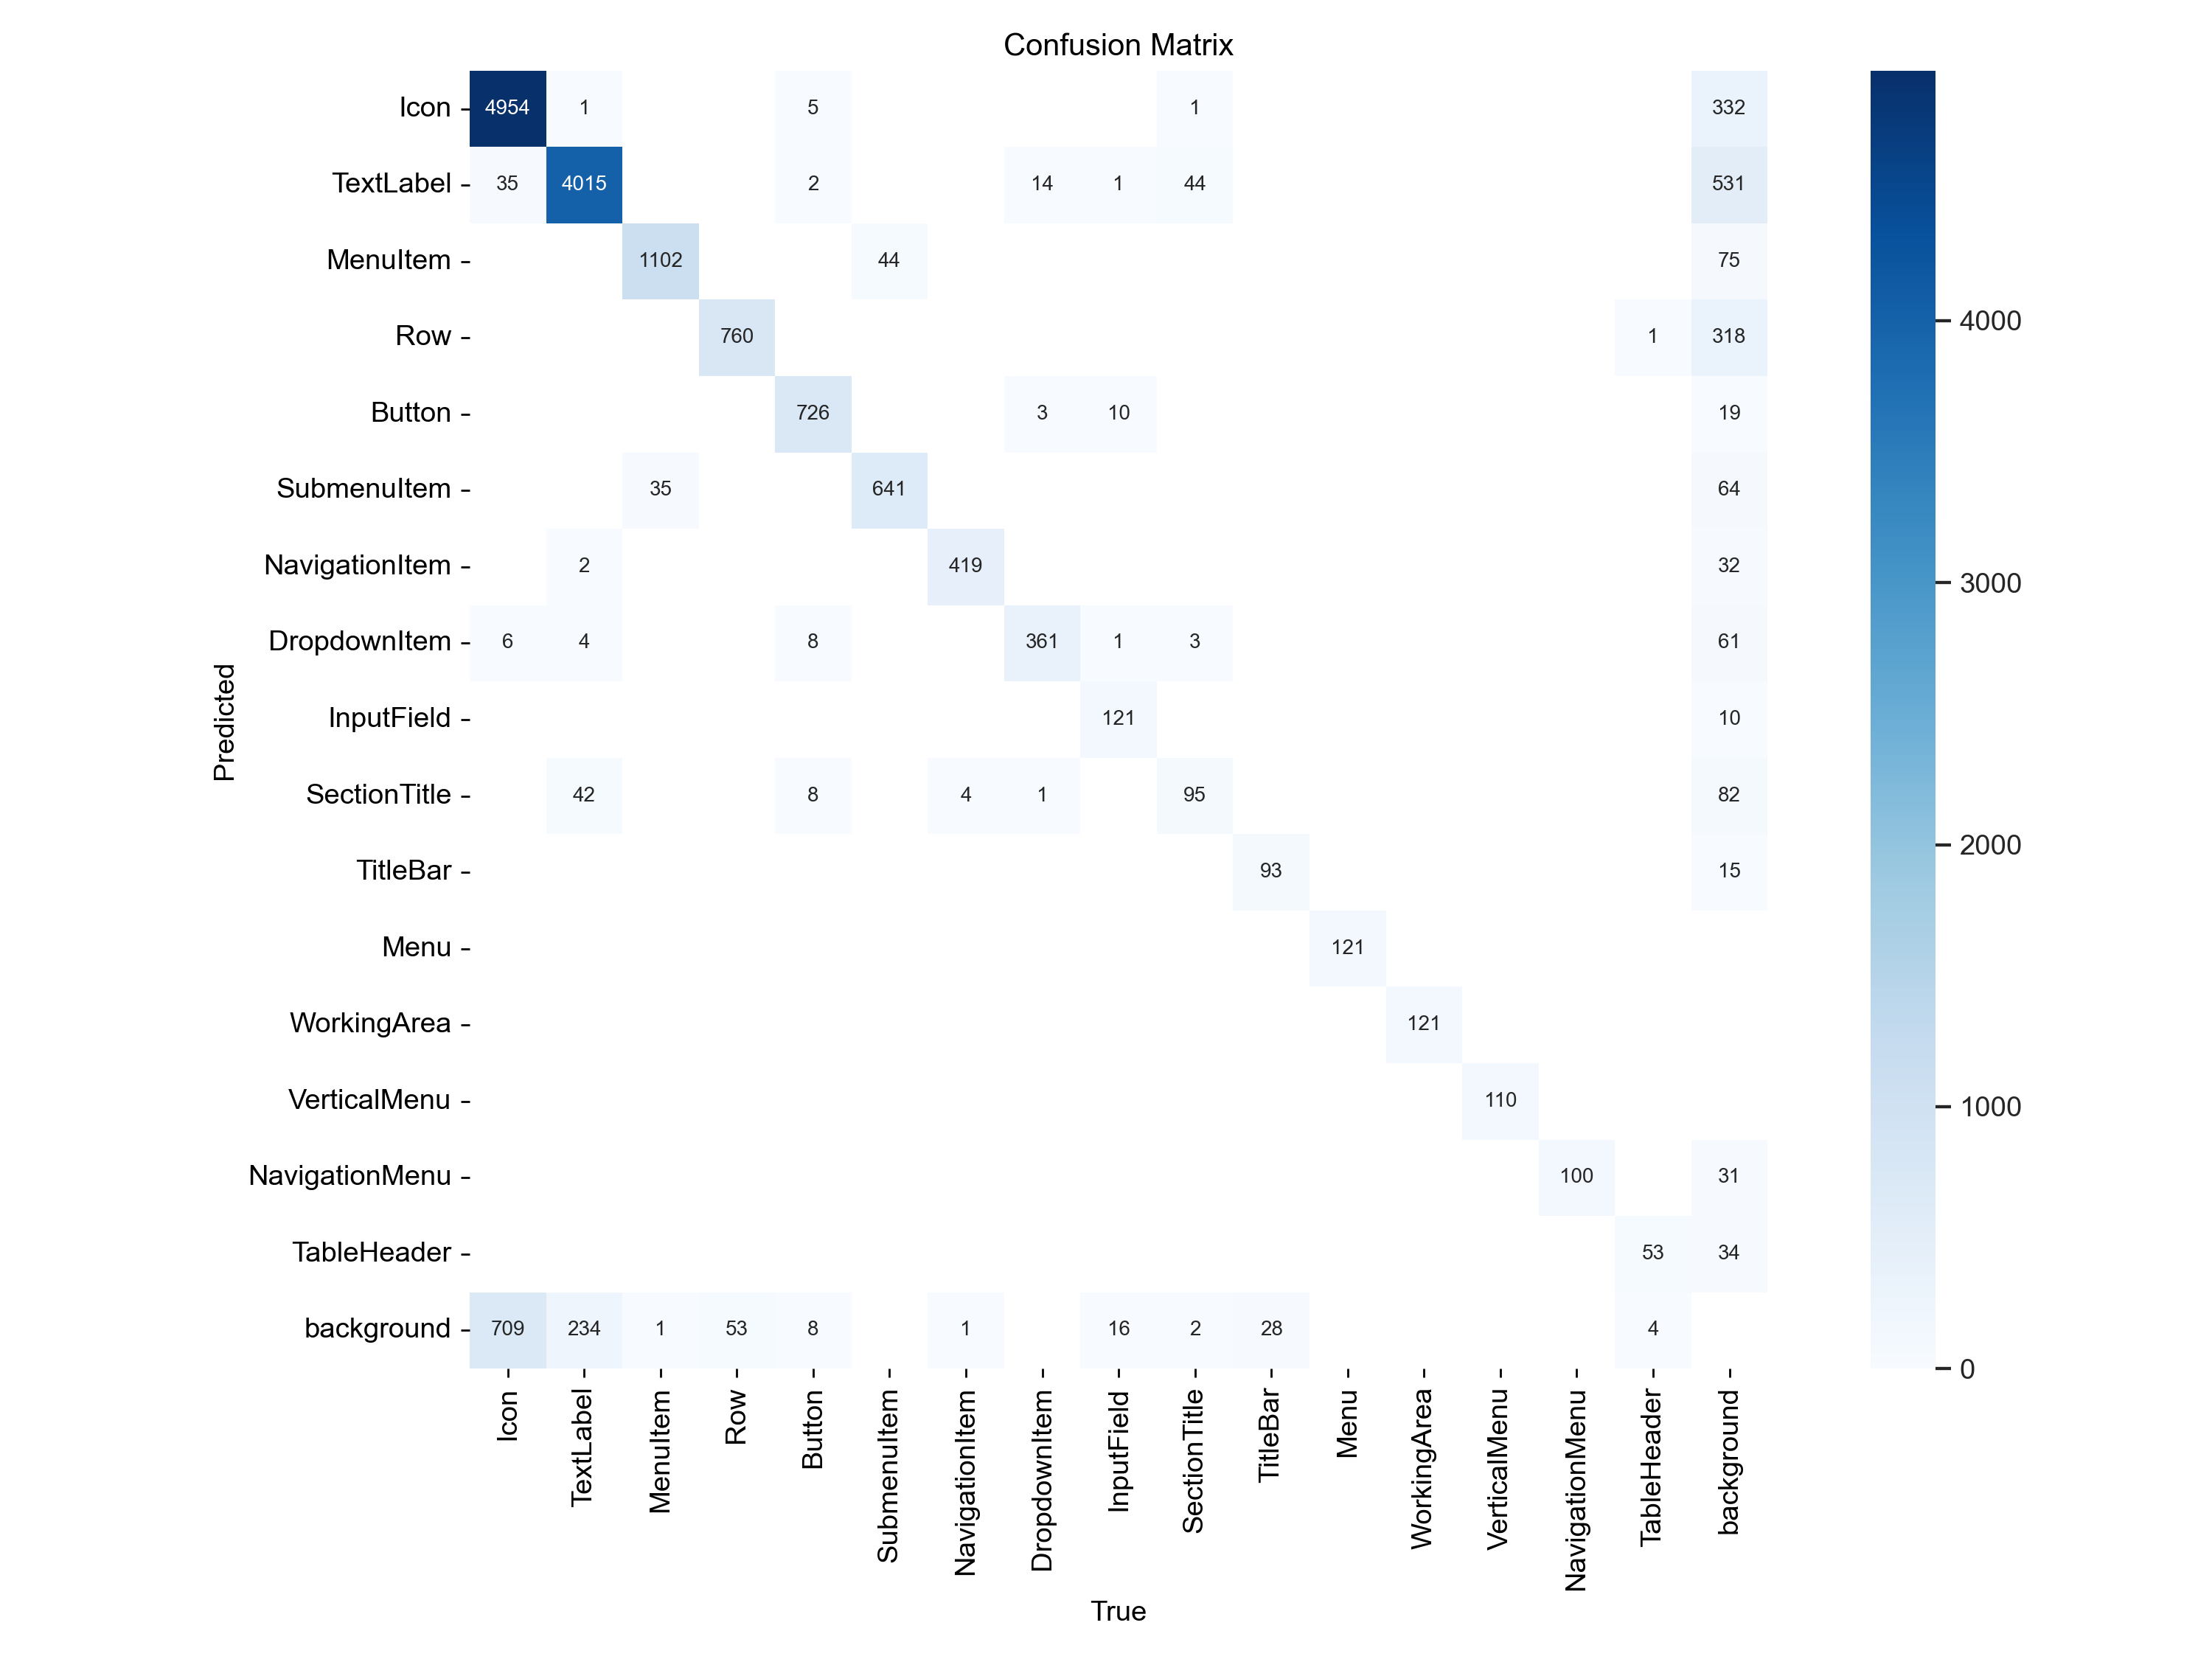 Confusion Matrix
Icon 4954 1 5 1 332
TextLabel 35 4015 2 14 1 44 531
MenuItem 1102 44 75
4000
Row 760 1 318
Button 726 3 10 19
SubmenuItem 35 641 64
3000
NavigationItem 2 419 32
DropdownItem 6 4 8 361 1 3 61
Predicted
InputField 121 10
SectionTitle 42 8 4 1 95 82
2000
TitleBar 93 15
Menu 121
WorkingArea 121
VerticalMenu 110
1000
NavigationMenu 100 31
TableHeader 53 34
background 709 234 1 53 8 1 16 2 28 4
0
Icon
TextLabel
MenuItem
Row
Button
SubmenuItem
NavigationItem
DropdownItem
InputField
SectionTitle
TitleBar
Menu
WorkingArea
VerticalMenu
NavigationMenu
TableHeader
background
True